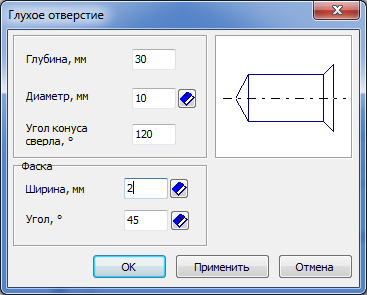 Глухое отверстие
Глубина, мм 30
Диаметр, мм 10
Угол конуса
сверла, ° 120
Фаска
Ширина, мм 2
Угол, ° 45
OK Применить Отмена